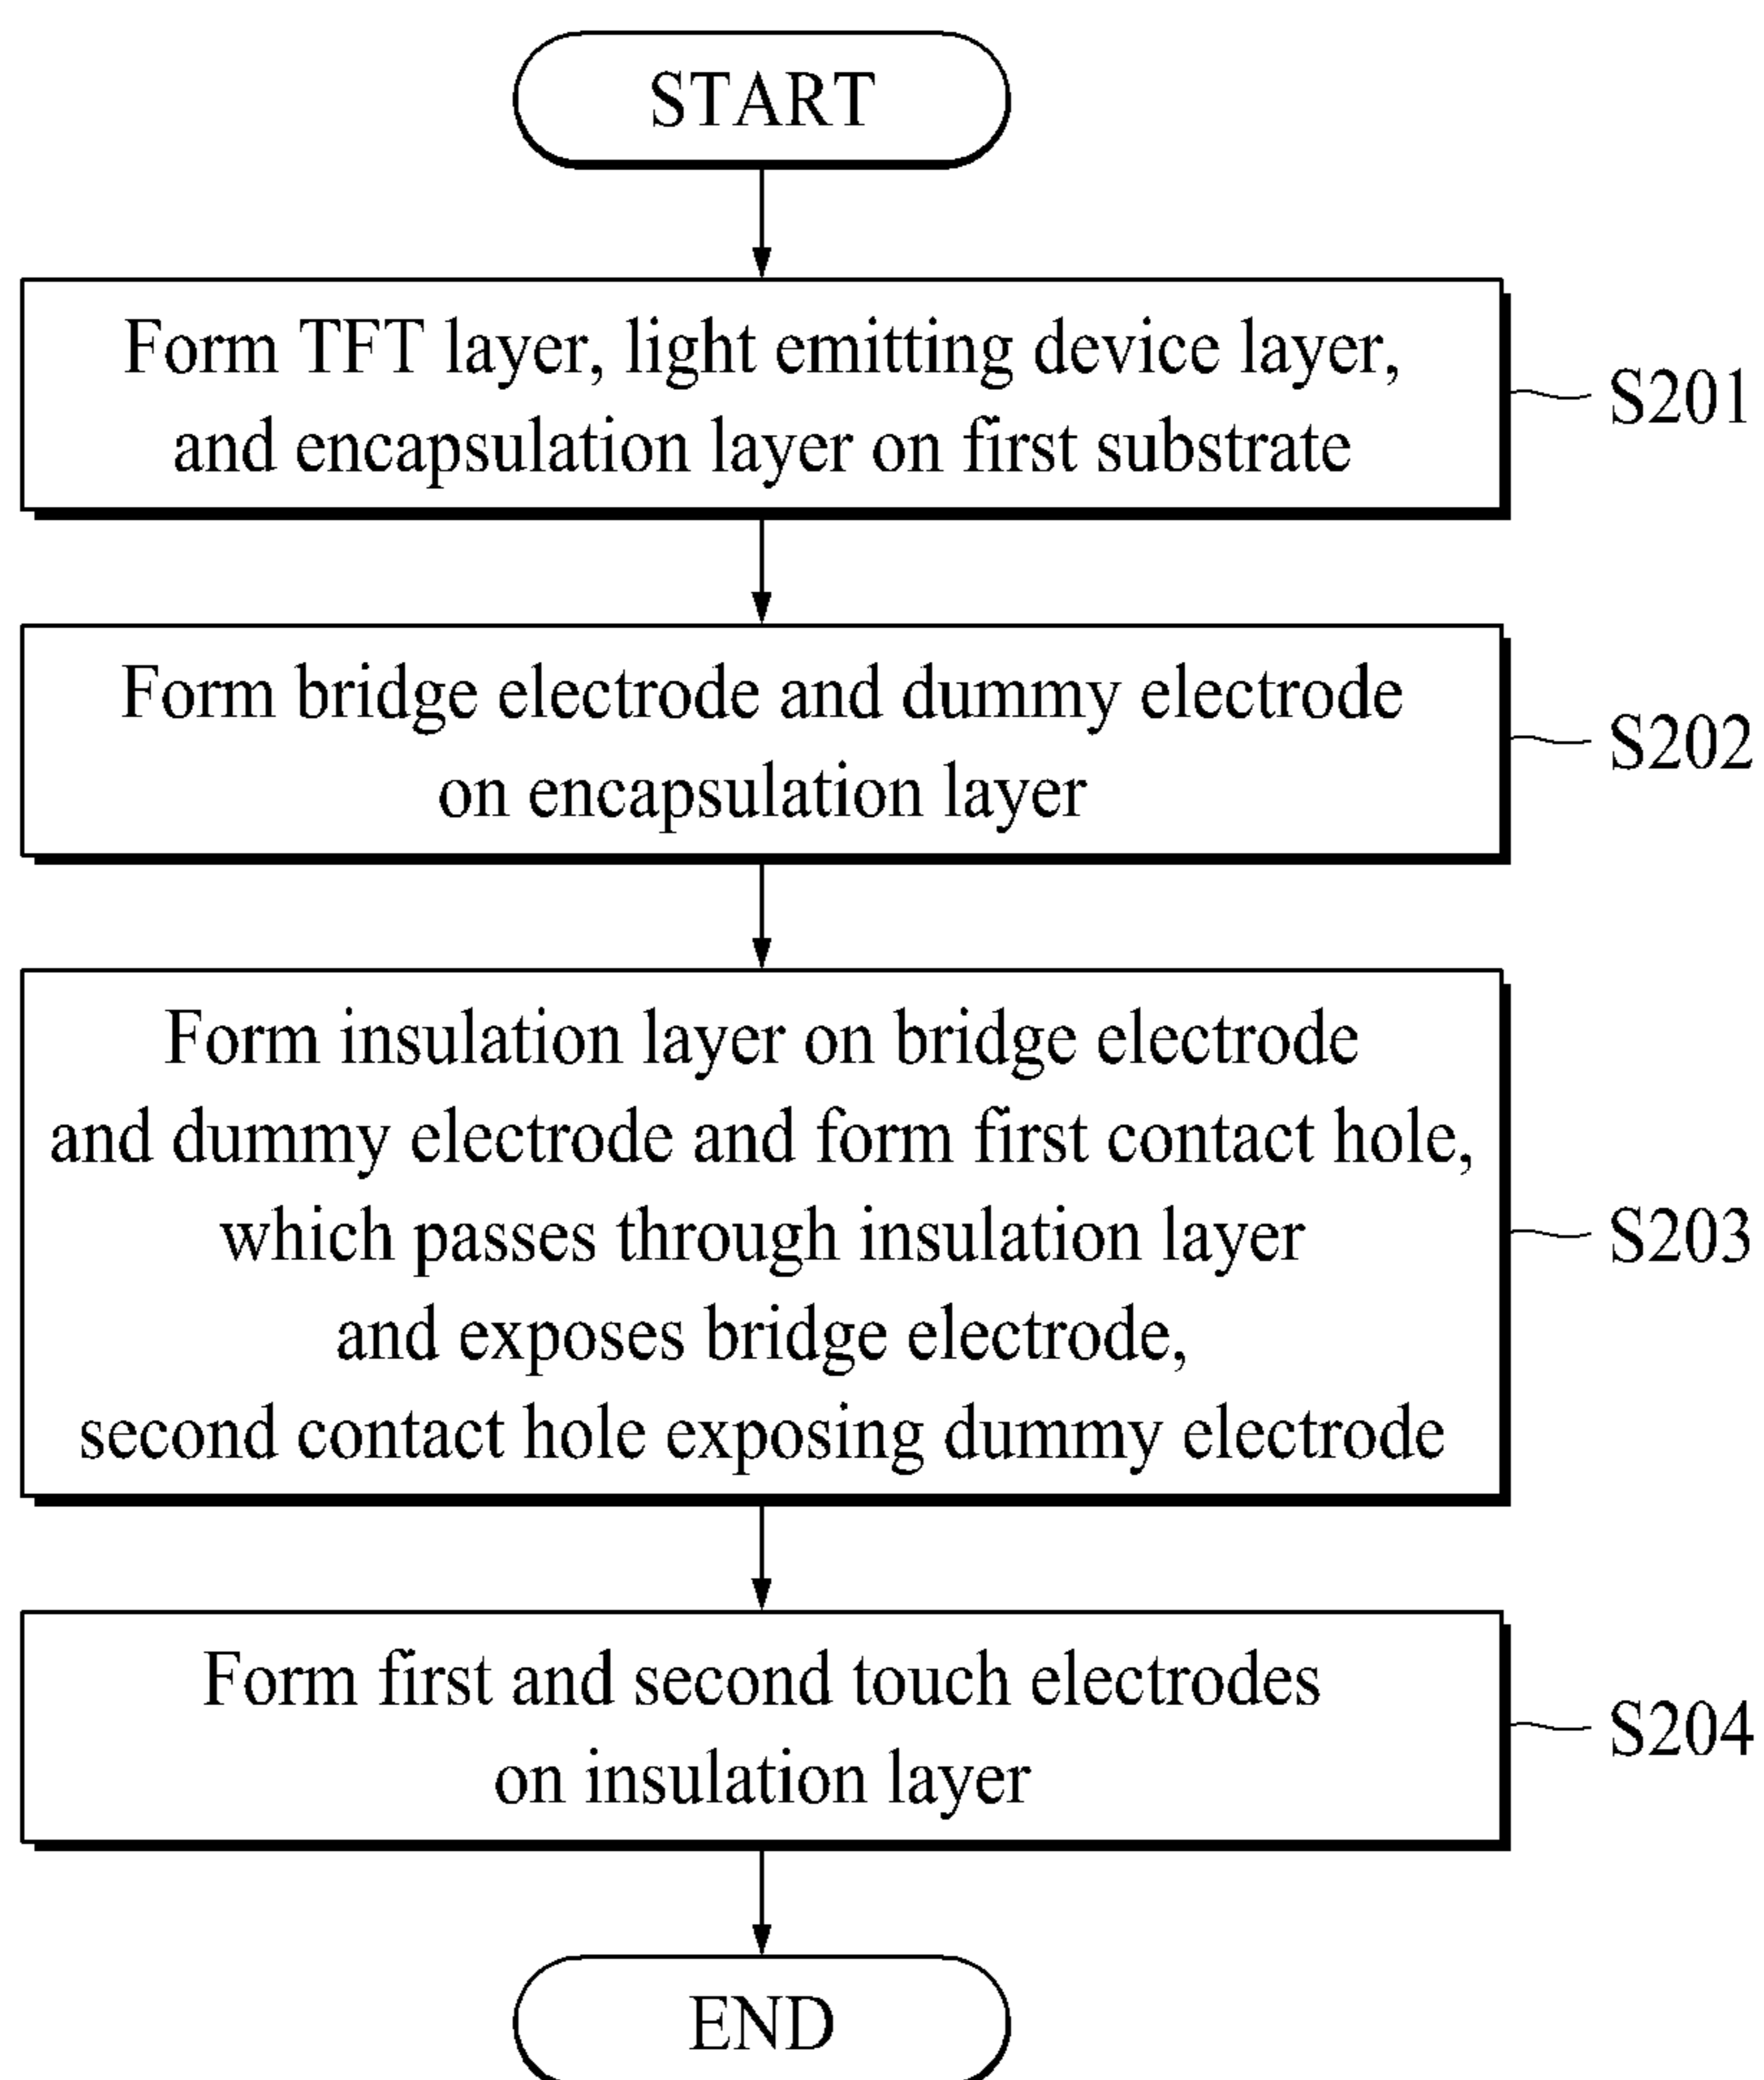 START
Form TFT layer, light emitting device layer,
and encapsulation layer on first substrate
S201
Form bridge electrode and dummy electrode
on encapsulation layer
S202
Form insulation layer on bridge electrode
and dummy electrode and form first contact hole,
which passes through insulation layer
and exposes bridge electrode,
second contact hole exposing dummy electrode
S203
Form first and second touch electrodes
on insulation layer
S204
END